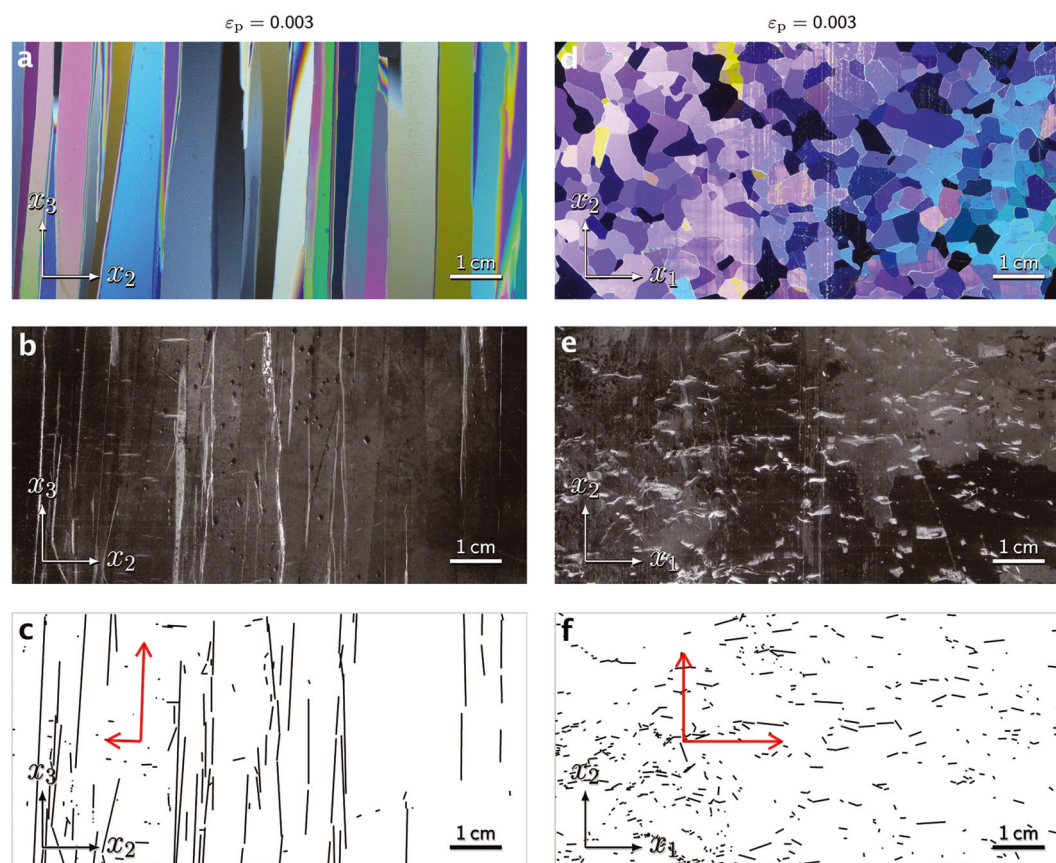 εp = 0.003
εp = 0.003
a
x3
x2
1 cm
d
x2
x1
1 cm
b
x3
x2
1 cm
e
x2
x1
1 cm
c
x3
x2
1 cm
f
x2
x1
1 cm